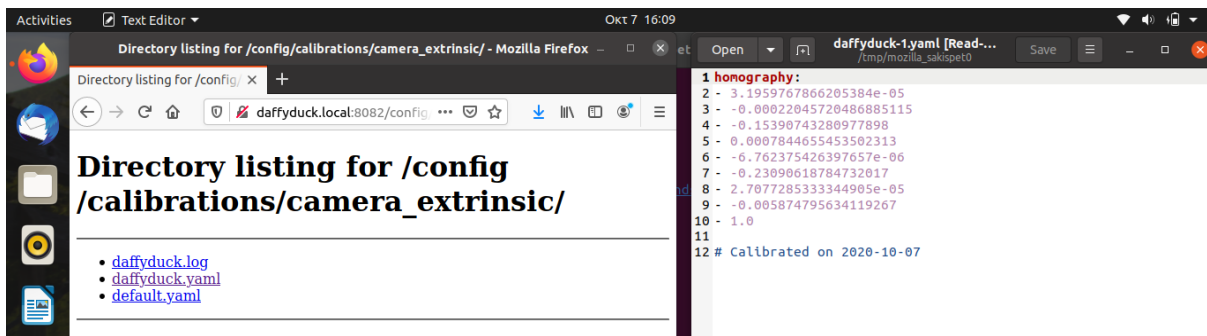 Activities
Text Editor
Οκτ 7 16:09
Directory listing for /config/calibrations/camera_extrinsic/ - Mozilla Firefox
Directory listing for /config/
daffyduck.local:8082/config
Directory listing for /config
/calibrations/camera_extrinsic/
daffyduck.log
daffyduck.yaml
default.yaml
et
nd
Open
daffyduck-1.yaml [Read-...
/tmp/mozilla_sakispet0
Save
1 homography:
2 - 3.1959767866205384e-05
3 - -0.00022045720486885115
4 - -0.15390743280977898
5 - 0.0007844655453502313
6 - -6.762375426397657e-06
7 - -0.23090618784732017
8 - 2.7077285333344905e-05
9 - -0.005874795634119267
10 - 1.0
11
12 # Calibrated on 2020-10-07